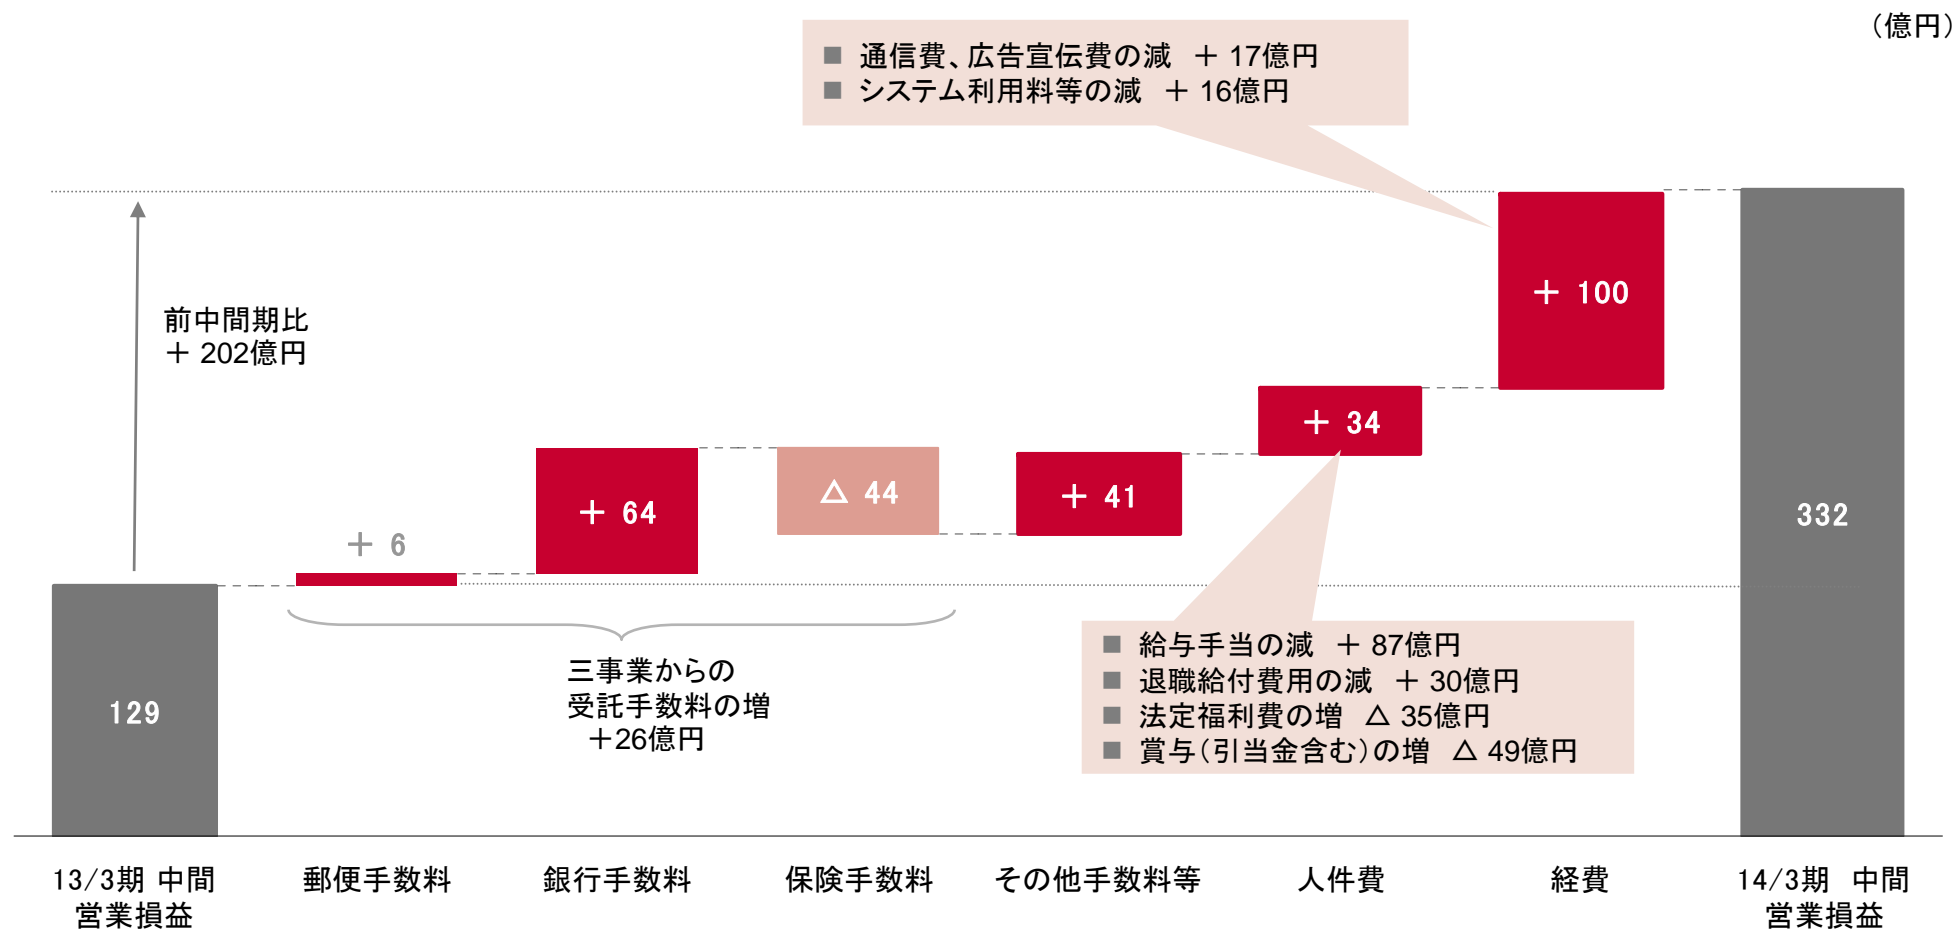 （億円）
■ 通信費、広告宣伝費の減 ＋ 17億円
■ システム利用料等の減 ＋ 16億円
前中間期比
＋ 202億円
＋ 100
＋ 34
＋ 64
△ 44
＋ 41
＋ 6
332
129
三事業からの
受託手数料の増
＋26億円
■ 給与手当の減 ＋ 87億円
■ 退職給付費用の減 ＋ 30億円
■ 法定福利費の増 △ 35億円
■ 賞与（引当金含む）の増 △ 49億円
13/3期 中間
営業損益
郵便手数料
銀行手数料
保険手数料
その他手数料等
人件費
経費
14/3期 中間
営業損益